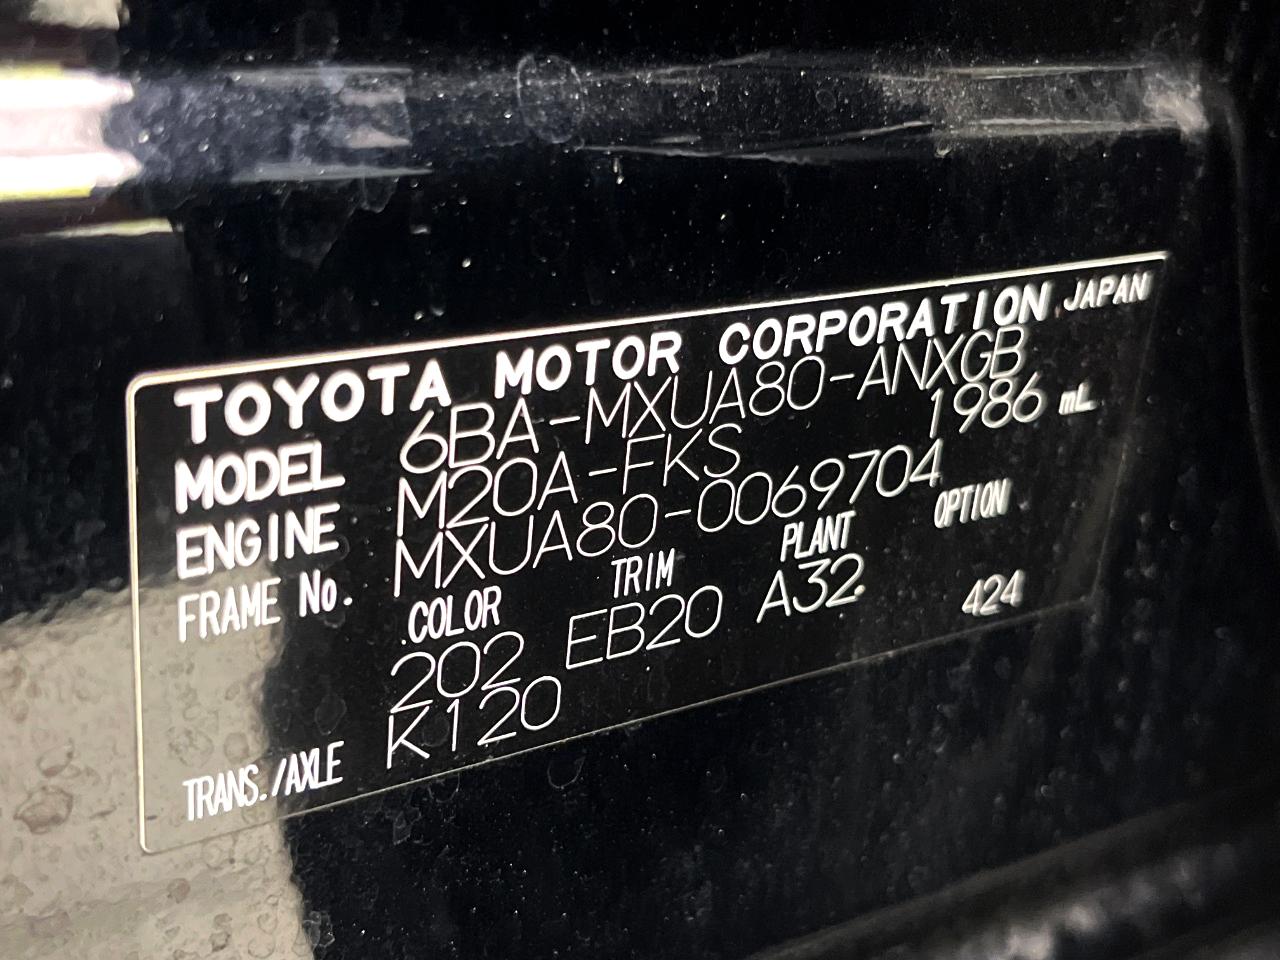 TOYOTA MOTOR CORPORATION JAPAN
MODEL 6BA-MXUA80-ANXGB
ENGINE M20A-FKS 1986 mL
FRAME No. MXUA80-0069704
COLOR TRIM PLANT OPTION
202 EB20 A32 424
TRANS./AXLE K120